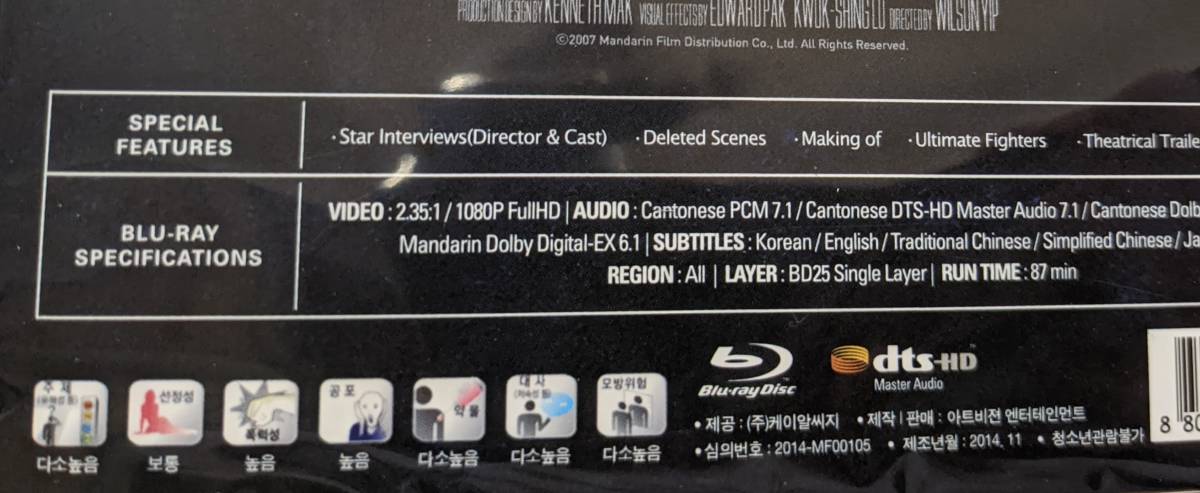 PRODUCTION DESIGN BY KENNETH MAK VISUAL EFFECTS BY EDWARD PAK KWOK-SHING LU DIRECTED BY WILSON YIP
©2007 Mandarin Film Distribution Co., Ltd. All Rights Reserved.
SPECIAL FEATURES
·Star Interviews(Director & Cast) ·Deleted Scenes ·Making of ·Ultimate Fighters ·Theatrical Traile
BLU-RAY SPECIFICATIONS
VIDEO : 2.35:1 / 1080P FullHD | AUDIO : Cantonese PCM 7.1 / Cantonese DTS-HD Master Audio 7.1 / Cantonese Dolb
Mandarin Dolby Digital-EX 6.1 | SUBTITLES : Korean / English / Traditional Chinese / Simplified Chinese / Ja
REGION : All | LAYER : BD25 Single Layer | RUN TIME : 87 min
Blu-ray Disc
dts-HD
Master Audio
주제
선정성
폭력성
공포
약물
대사
모방위험
다소높음 보통 높음 높음 다소높음 다소높음 다소높음
• 제공 : (주)케이알씨지 • 제작 | 판매 : 아트비젼 엔터테인먼트
• 심의번호 : 2014-MF00105 • 제조년월 : 2014. 11 • 청소년관람불가
8 80